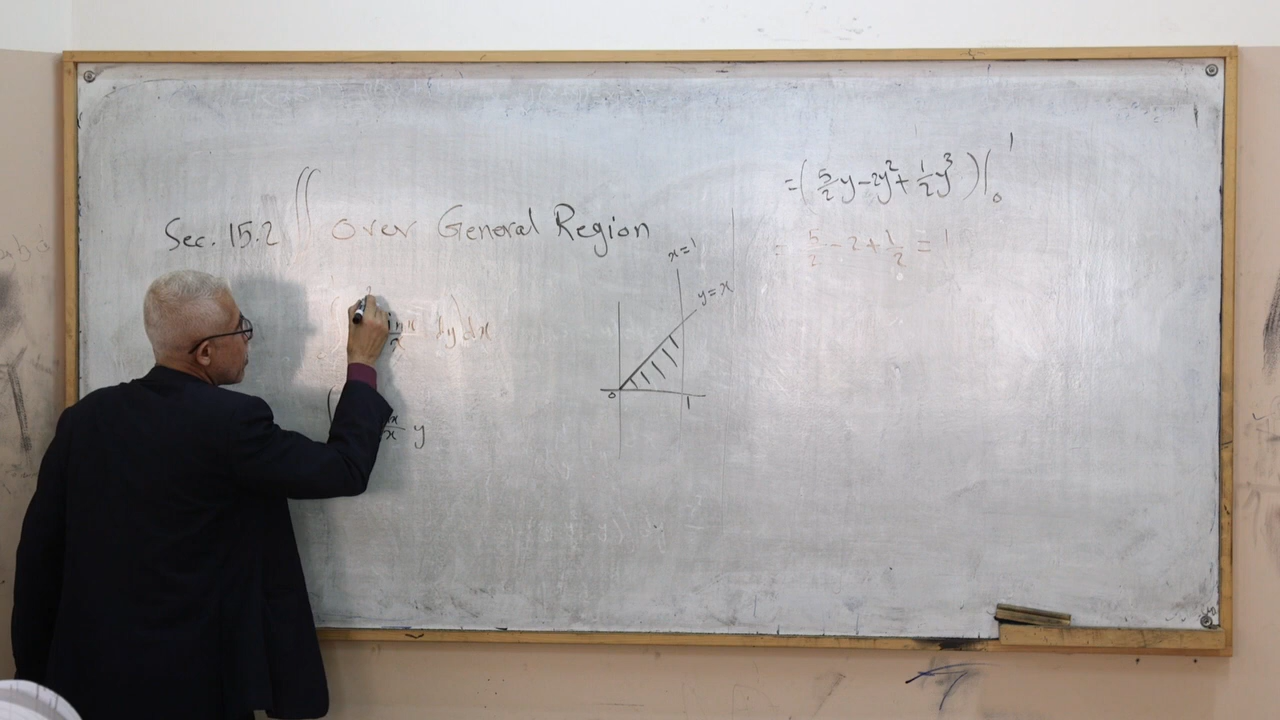 Sec. 15.2 ∬ over General Region
dy) dx
y
x=1
y=x
0
1
=(5/2 y-2y²+1/2 y³)|₀¹
= 5/2 - 2 + 1/2 = 1